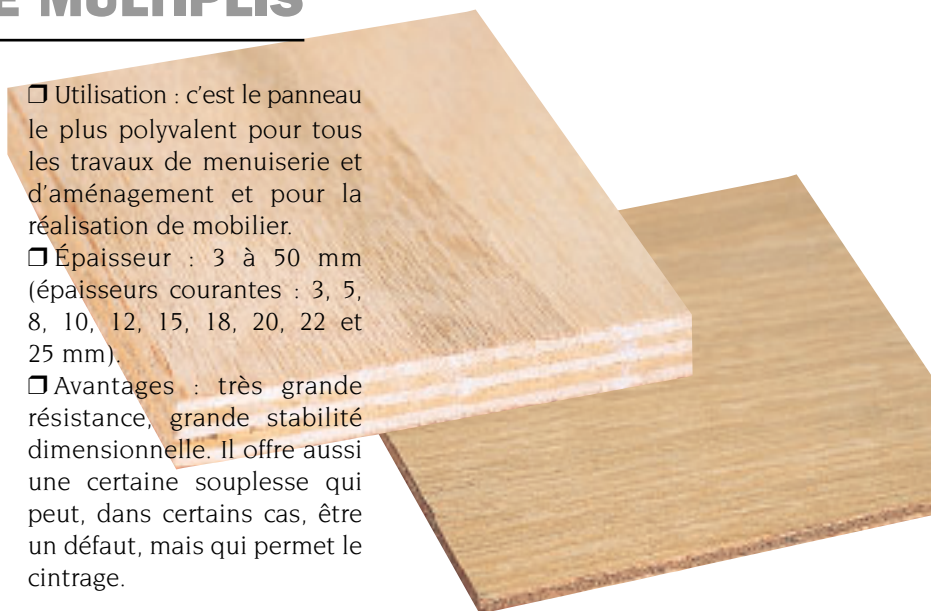 E MULTIPLIS
❒ Utilisation : c'est le panneau
le plus polyvalent pour tous
les travaux de menuiserie et
d'aménagement et pour la
réalisation de mobilier.
❒ Épaisseur : 3 à 50 mm
(épaisseurs courantes : 3, 5,
8, 10, 12, 15, 18, 20, 22 et
25 mm).
❒ Avantages : très grande
résistance, grande stabilité
dimensionnelle. Il offre aussi
une certaine souplesse qui
peut, dans certains cas, être
un défaut, mais qui permet le
cintrage.